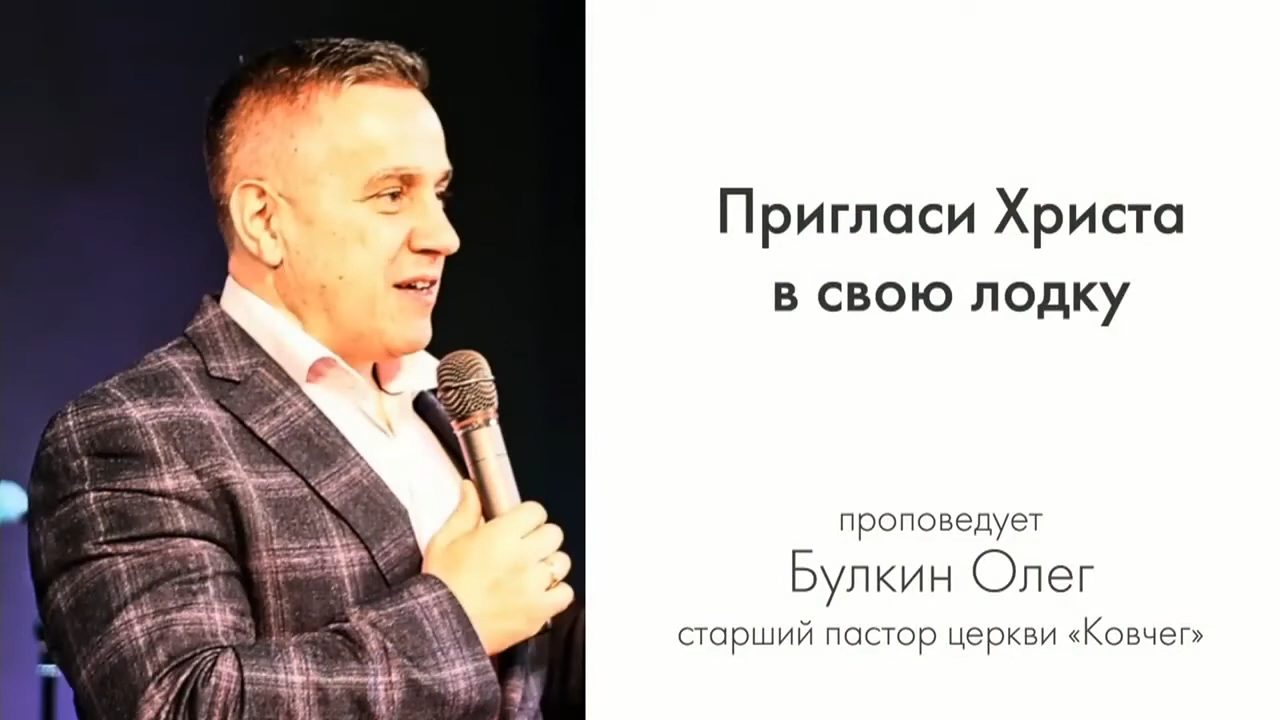 Пригласи Христа
в свою лодку
проповедует
Булкин Олег
старший пастор церкви «Ковчег»